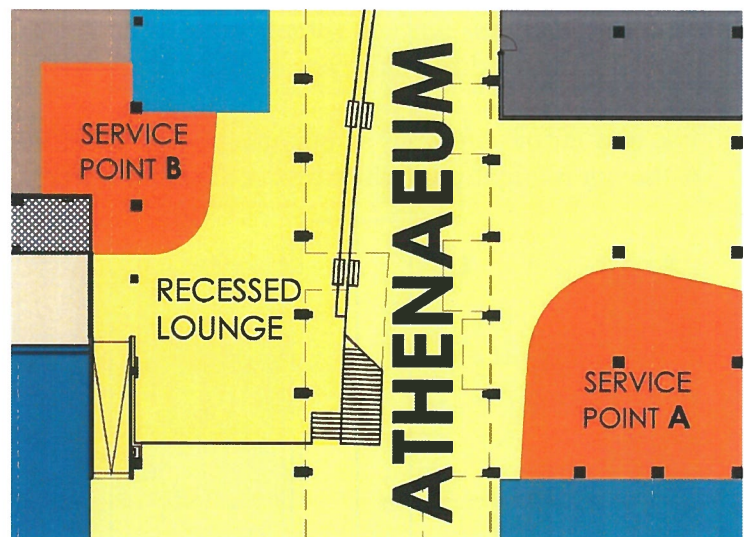 SERVICE
POINT B
RECESSED
LOUNGE
ATHENAEUM
SERVICE
POINT A